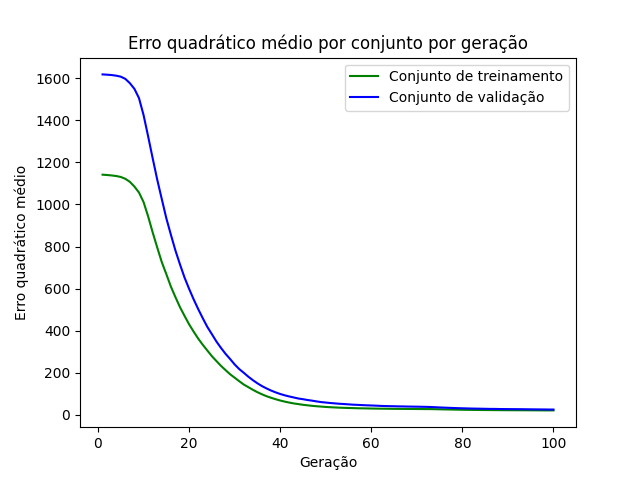 Erro quadrático médio por conjunto por geração
Conjunto de treinamento
Conjunto de validação
Erro quadrático médio
1600
1400
1200
1000
800
600
400
200
0
0 20 40 60 80 100
Geração